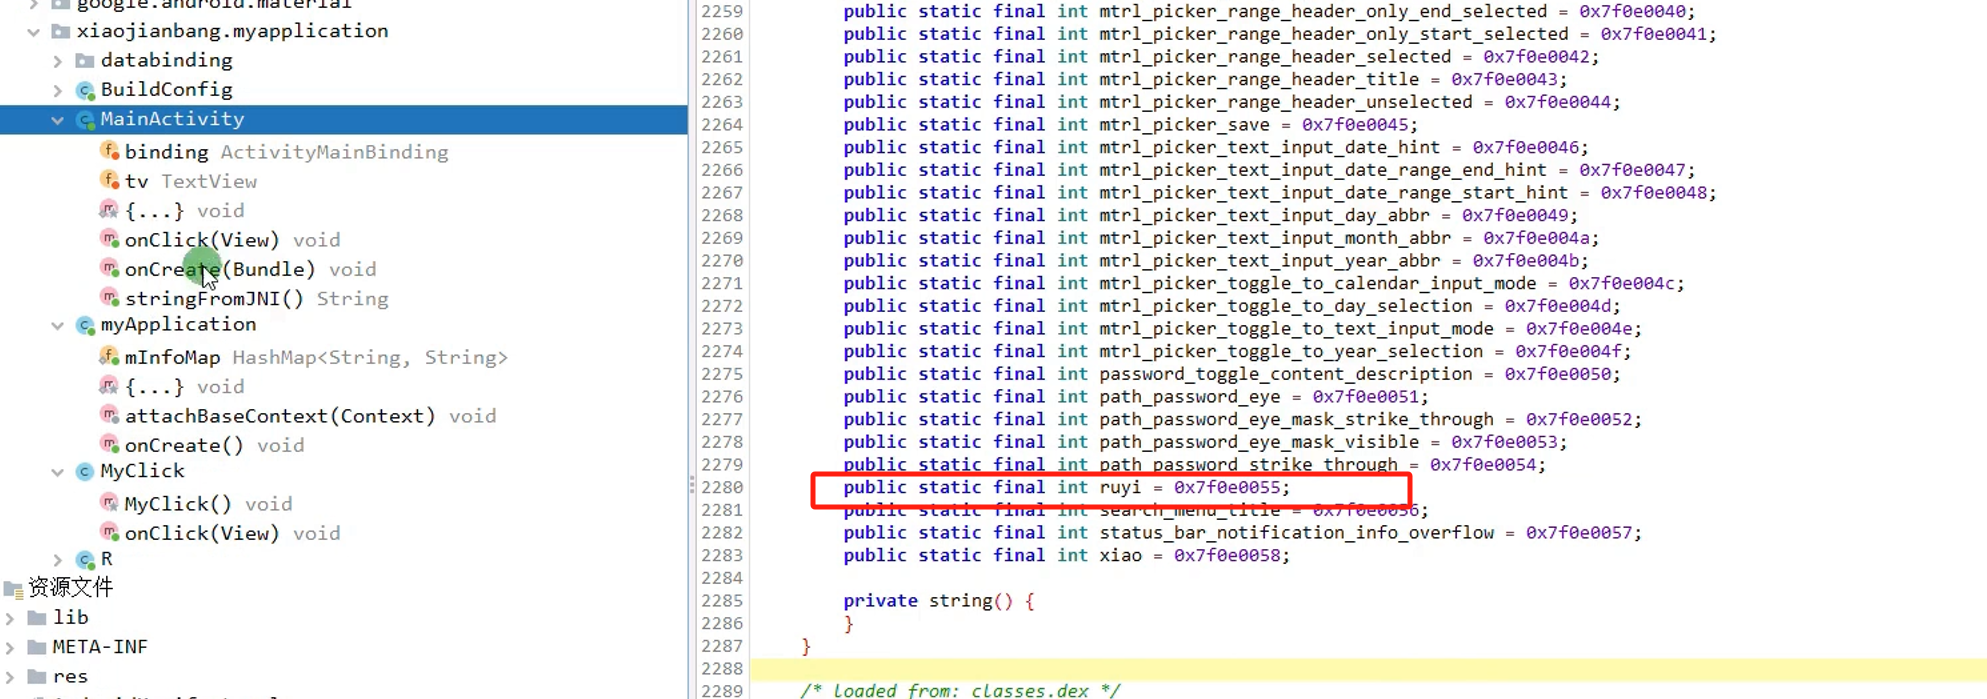 google.android.material
xiaojianbang.myapplication
databinding
BuildConfig
MainActivity
binding ActivityMainBinding
tv TextView
{...} void
onClick(View) void
onCreate(Bundle) void
stringFromJNI() String
myApplication
mInfoMap HashMap<String, String>
{...} void
attachBaseContext(Context) void
onCreate() void
MyClick
MyClick() void
onClick(View) void
R
资源文件
lib
META-INF
res
2259 public static final int mtrl_picker_range_header_only_end_selected = 0x7f0e0040;
2260 public static final int mtrl_picker_range_header_only_start_selected = 0x7f0e0041;
2261 public static final int mtrl_picker_range_header_selected = 0x7f0e0042;
2262 public static final int mtrl_picker_range_header_title = 0x7f0e0043;
2263 public static final int mtrl_picker_range_header_unselected = 0x7f0e0044;
2264 public static final int mtrl_picker_save = 0x7f0e0045;
2265 public static final int mtrl_picker_text_input_date_hint = 0x7f0e0046;
2266 public static final int mtrl_picker_text_input_date_range_end_hint = 0x7f0e0047;
2267 public static final int mtrl_picker_text_input_date_range_start_hint = 0x7f0e0048;
2268 public static final int mtrl_picker_text_input_day_abbr = 0x7f0e0049;
2269 public static final int mtrl_picker_text_input_month_abbr = 0x7f0e004a;
2270 public static final int mtrl_picker_text_input_year_abbr = 0x7f0e004b;
2271 public static final int mtrl_picker_toggle_to_calendar_input_mode = 0x7f0e004c;
2272 public static final int mtrl_picker_toggle_to_day_selection = 0x7f0e004d;
2273 public static final int mtrl_picker_toggle_to_text_input_mode = 0x7f0e004e;
2274 public static final int mtrl_picker_toggle_to_year_selection = 0x7f0e004f;
2275 public static final int password_toggle_content_description = 0x7f0e0050;
2276 public static final int path_password_eye = 0x7f0e0051;
2277 public static final int path_password_eye_mask_strike_through = 0x7f0e0052;
2278 public static final int path_password_eye_mask_visible = 0x7f0e0053;
2279 public static final int path_password_strike_through = 0x7f0e0054;
2280 public static final int ruyi = 0x7f0e0055;
2281 public static final int search_menu_title = 0x7f0e0056;
2282 public static final int status_bar_notification_info_overflow = 0x7f0e0057;
2283 public static final int xiao = 0x7f0e0058;
2284
2285 private string() {
2286 }
2287 }
2288
2289 /* loaded from: classes.dex */